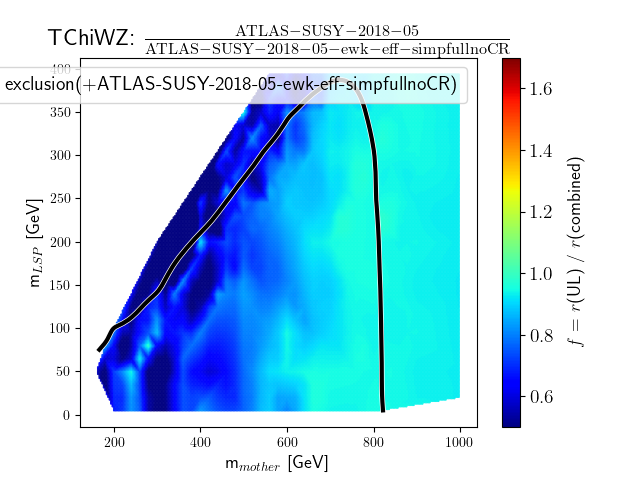 TChiWZ: ATLAS−SUSY−2018−05
ATLAS−SUSY−2018−05−ewk−eff−simpfullnoCR
exclusion(+ATLAS-SUSY-2018-05-ewk-eff-simpfullnoCR)
400
350
300
250
200
150
100
50
0
m_LSP [GeV]
200 400 600 800 1000
m_mother [GeV]
1.6
1.4
1.2
1.0
0.8
0.6
f = r(UL) / r(combined)